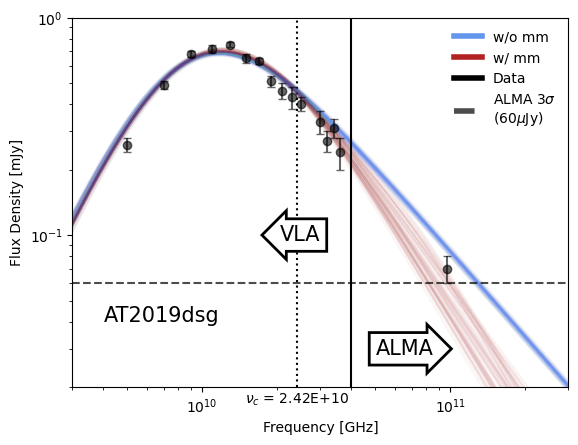 10⁰
w/o mm
w/ mm
Data
ALMA 3σ
(60μJy)
Flux Density [mJy]
VLA
10⁻¹
AT2019dsg
ALMA
ν_c = 2.42E+10
10¹⁰
10¹¹
Frequency [GHz]